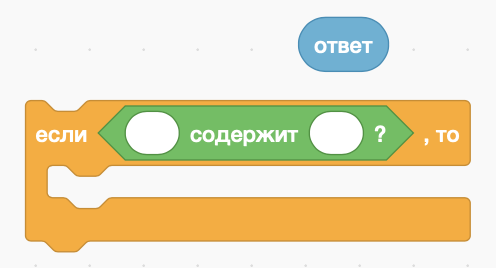 ответ
если содержит ? , то